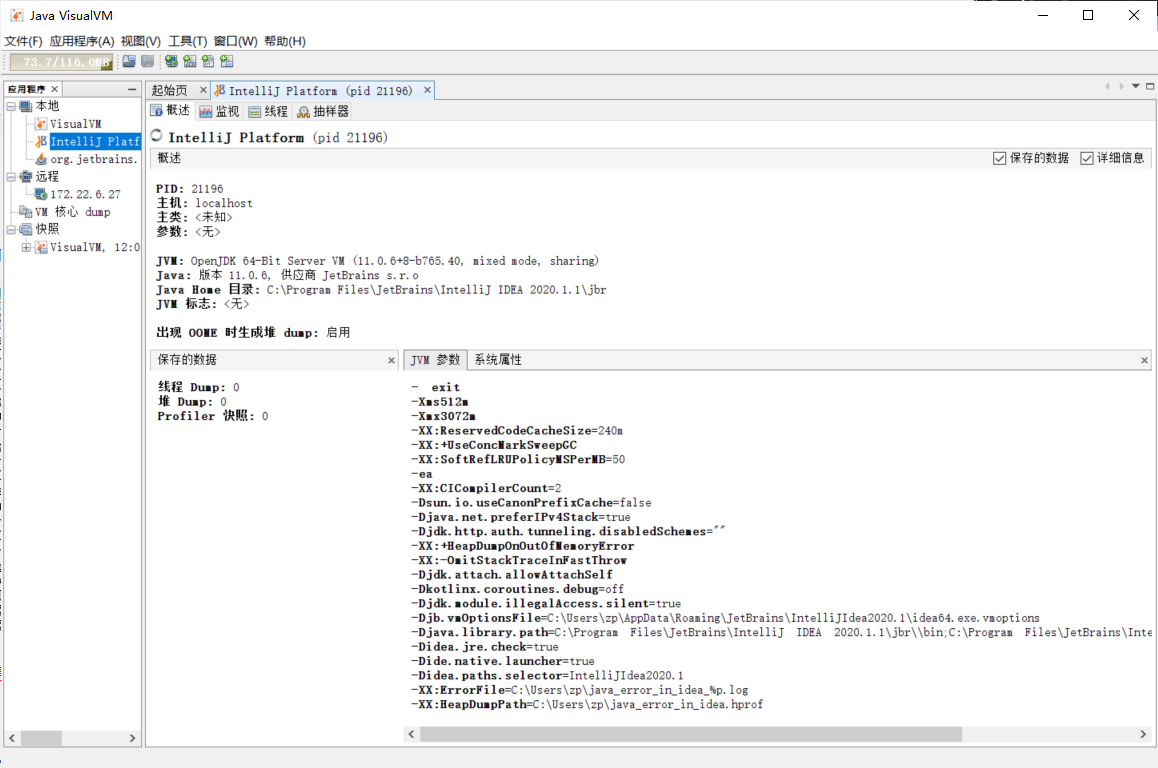 Java VisualVM
文件(F) 应用程序(A) 视图(V) 工具(T) 窗口(W) 帮助(H)
73.7/116.0MB
应用程序
本地
VisualVM
IntelliJ Platf
org.jetbrains.
远程
172.22.6.27
VM 核心 dump
快照
VisualVM, 12:0
起始页
IntelliJ Platform (pid 21196)
概述 监视 线程 抽样器
IntelliJ Platform (pid 21196)
概述
保存的数据 详细信息
PID: 21196
主机: localhost
主类: <未知>
参数: <无>
JVM: OpenJDK 64-Bit Server VM (11.0.6+8-b765.40, mixed mode, sharing)
Java: 版本 11.0.6, 供应商 JetBrains s.r.o
Java Home 目录: C:\Program Files\JetBrains\IntelliJ IDEA 2020.1.1\jbr
JVM 标志: <无>
出现 OOME 时生成堆 dump: 启用
保存的数据
线程 Dump: 0
堆 Dump: 0
Profiler 快照: 0
JVM 参数 系统属性
- exit
-Xms512m
-Xmx3072m
-XX:ReservedCodeCacheSize=240m
-XX:+UseConcMarkSweepGC
-XX:SoftRefLRUPolicyMSPerMB=50
-ea
-XX:CICompilerCount=2
-Dsun.io.useCanonPrefixCache=false
-Djava.net.preferIPv4Stack=true
-Djdk.http.auth.tunneling.disabledSchemes=""
-XX:+HeapDumpOnOutOfMemoryError
-XX:-OmitStackTraceInFastThrow
-Djdk.attach.allowAttachSelf
-Dkotlinx.coroutines.debug=off
-Djdk.module.illegalAccess.silent=true
-Djb.vmOptionsFile=C:\Users\zp\AppData\Roaming\JetBrains\IntelliJIdea2020.1\idea64.exe.vmoptions
-Djava.library.path=C:\Program Files\JetBrains\IntelliJ IDEA 2020.1.1\jbr\\bin;C:\Program Files\JetBrains\Inte
-Didea.jre.check=true
-Dide.native.launcher=true
-Didea.paths.selector=IntelliJIdea2020.1
-XX:ErrorFile=C:\Users\zp\java_error_in_idea_%p.log
-XX:HeapDumpPath=C:\Users\zp\java_error_in_idea.hprof